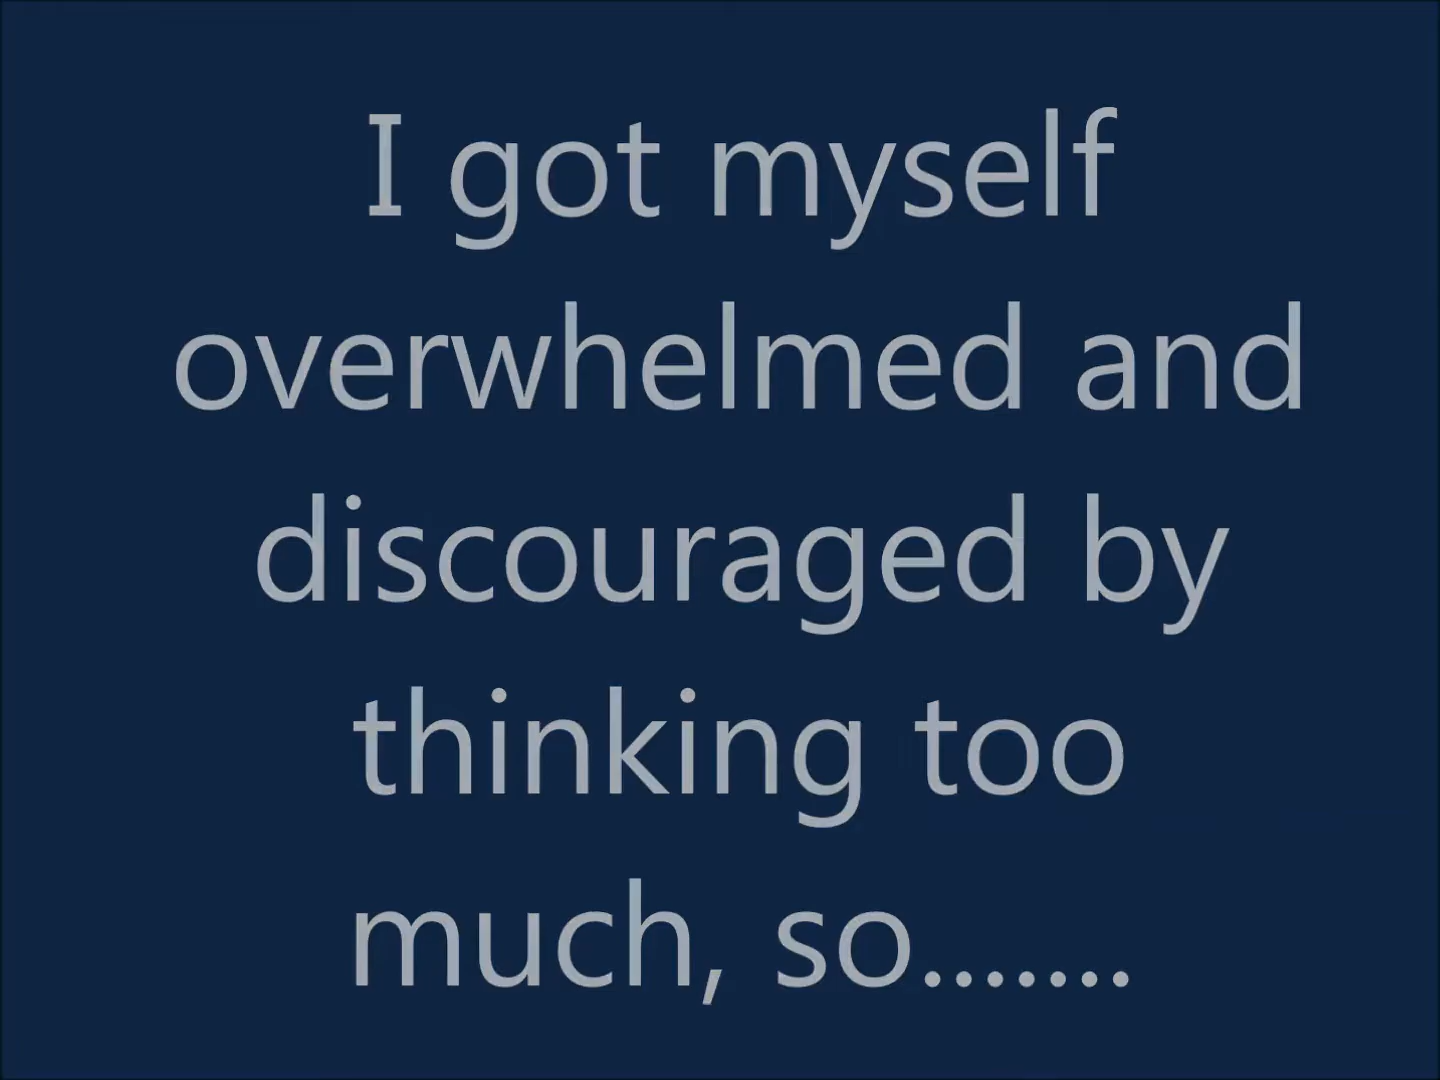 I got myself
overwhelmed and
discouraged by
thinking too
much, so.......